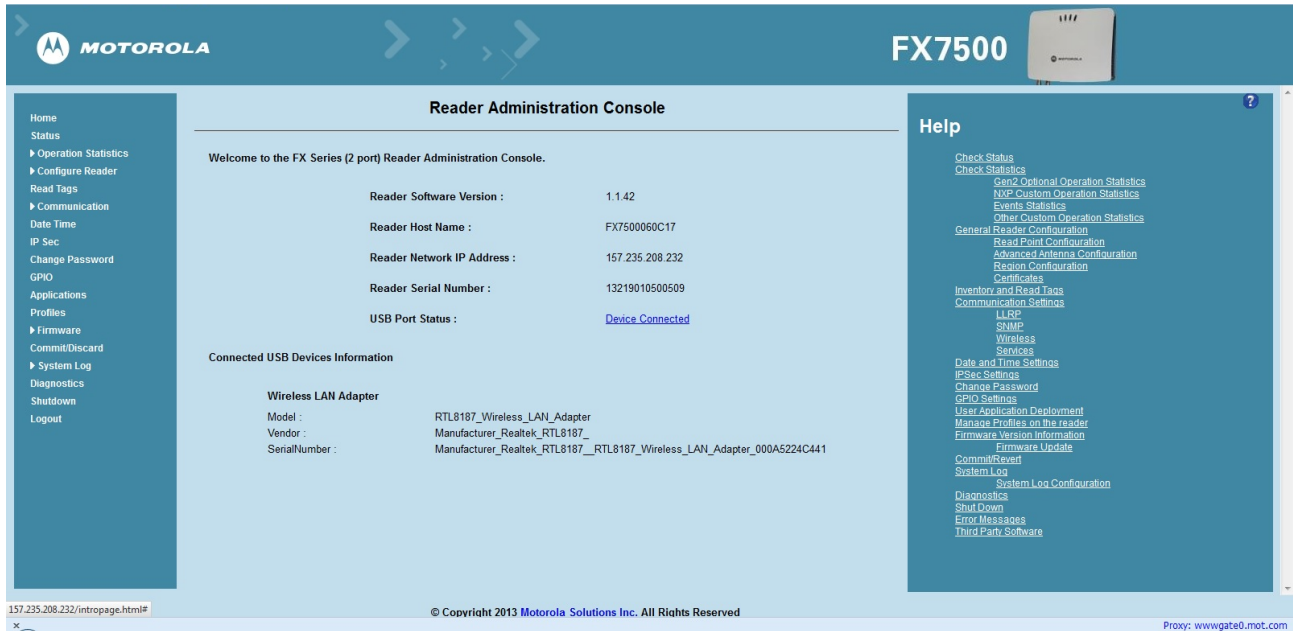 MOTOROLA
FX7500
MOTOROLA
Home
Status
Operation Statistics
Configure Reader
Read Tags
Communication
Date Time
IP Sec
Change Password
GPIO
Applications
Profiles
Firmware
Commit/Discard
System Log
Diagnostics
Shutdown
Logout
Reader Administration Console
Welcome to the FX Series (2 port) Reader Administration Console.
Reader Software Version : 1.1.42
Reader Host Name : FX7500060C17
Reader Network IP Address : 157.235.208.232
Reader Serial Number : 13219010500509
USB Port Status : Device Connected
Connected USB Devices Information
Wireless LAN Adapter
Model : RTL8187_Wireless_LAN_Adapter
Vendor : Manufacturer_Realtek_RTL8187_
SerialNumber : Manufacturer_Realtek_RTL8187__RTL8187_Wireless_LAN_Adapter_000A5224C441
?
Help
Check Status
Check Statistics
Gen2 Optional Operation Statistics
NXP Custom Operation Statistics
Events Statistics
Other Custom Operation Statistics
General Reader Configuration
Read Point Configuration
Advanced Antenna Configuration
Region Configuration
Certificates
Inventory and Read Tags
Communication Settings
LLRP
SNMP
Wireless
Services
Date and Time Settings
IPSec Settings
Change Password
GPIO Settings
User Application Deployment
Manage Profiles on the reader
Firmware Version Information
Firmware Update
Commit/Revert
System Log
System Log Configuration
Diagnostics
Shut Down
Error Messages
Third Party Software
157.235.208.232/intropage.html#
© Copyright 2013 Motorola Solutions Inc. All Rights Reserved
x
Proxy: wwwgate0.mot.com